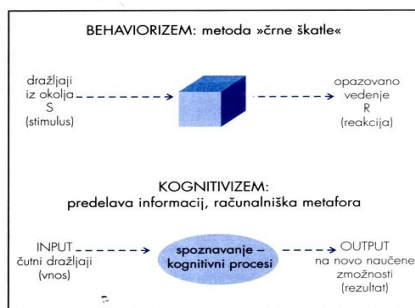 BEHAVIORIZEM: metoda »črne škatle«
dražljaji
iz okolja
S
(stimulus)
opazovano
vedenje
R
(reakcija)
KOGNITIVIZEM:
predelava informacij, računalniška metafora
INPUT
čutni dražljaji
(vnos)
spoznavanje –
kognitivni procesi
OUTPUT
na novo naučene
zmožnosti
(rezultat)